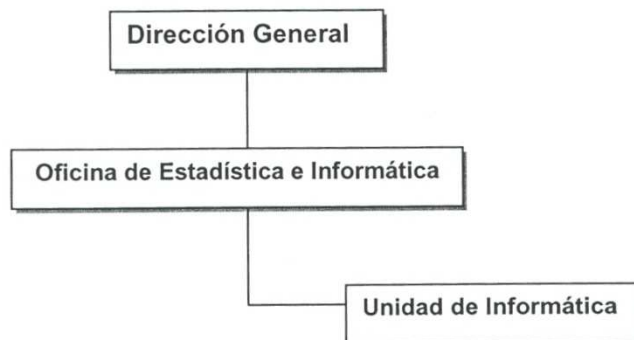 Dirección General
Oficina de Estadística e Informática
Unidad de Informática